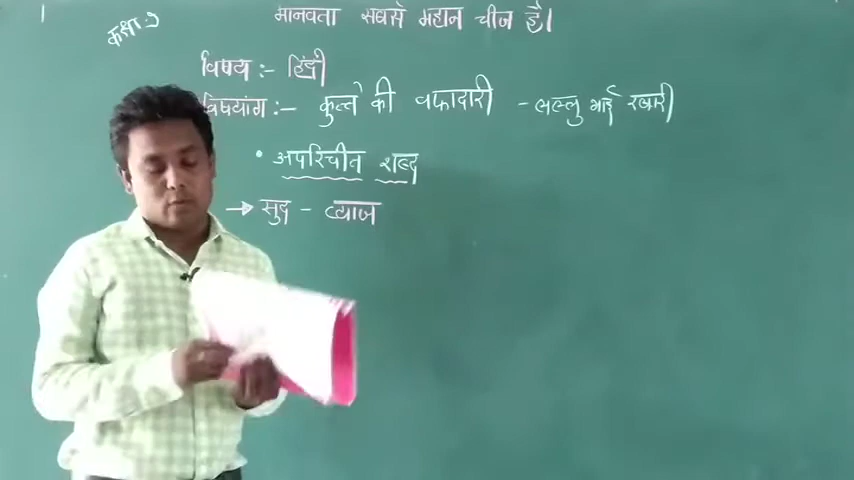 मानवता सबसे महान चीज है।
कक्षा:-
विषय :- हिंदी
विषयांग :- कुत्ते की वफादारी - लल्लु भाई रबारी
• अपरिचीत शब्द
→ सुद - व्याज